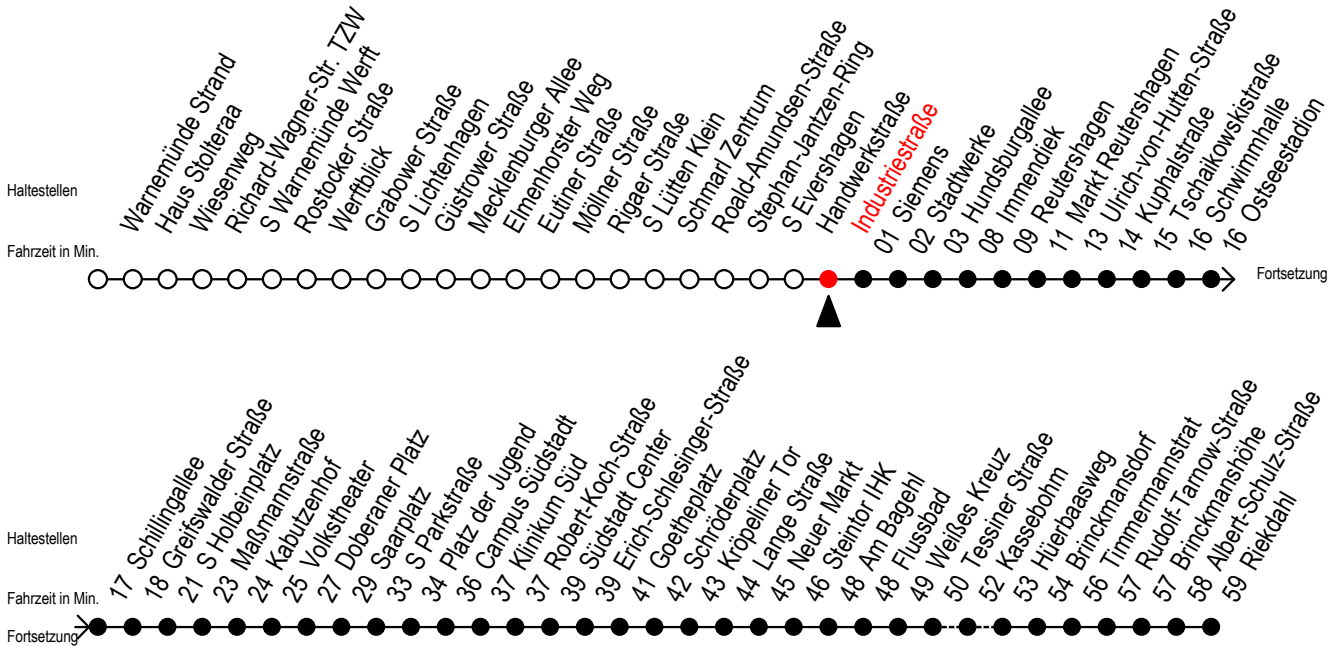 Haltestellen
Warnemünde Strand
Haus Stolteraa
Wiesenweg
Richard-Wagner-Str. TZW
S Warnemünde Werft
Rostocker Straße
Werftblick
Grabower Straße
S Lichtenhagen
Güstrower Straße
Mecklenburger Allee
Elmenhorster Weg
Eutiner Straße
Möllner Straße
Rigaer Straße
S Lütten Klein
Schmarl Zentrum
Roald-Amundsen-Straße
Stephan-Jantzen-Ring
S Evershagen
Handwerkstraße
Industriestraße
01 Siemens
02 Stadtwerke
03 Hundsburgallee
08 Immendiek
09 Reutershagen
11 Markt Reutershagen
13 Ulrich-von-Hutten-Straße
14 Kuphalstraße
15 Tschaikowskistraße
16 Schwimmhalle
16 Ostseestadion
Fahrzeit in Min.
Fortsetzung
Haltestellen
17 Schillingallee
18 Greifswalder Straße
21 S Holbeinplatz
23 Maßmannstraße
24 Kabutzenhof
25 Volkstheater
27 Doberaner Platz
29 Saarplatz
33 S Parkstraße
34 Platz der Jugend
36 Campus Südstadt
37 Klinikum Süd
37 Robert-Koch-Straße
39 Südstadt Center
39 Erich-Schlesinger-Straße
41 Goetheplatz
42 Schröderplatz
43 Kröpeliner Tor
44 Lange Straße
45 Neuer Markt
46 Steintor IHK
48 Am Bagehl
48 Flussbad
49 Weißes Kreuz
50 Tessiner Straße
52 Kassebohm
53 Hüerbaasweg
54 Brinckmansdorf
56 Timmermannstrat
57 Rudolf-Tarnow-Straße
57 Brinckmanshöhe
58 Albert-Schulz-Straße
59 Riekdahl
Fahrzeit in Min.
Fortsetzung